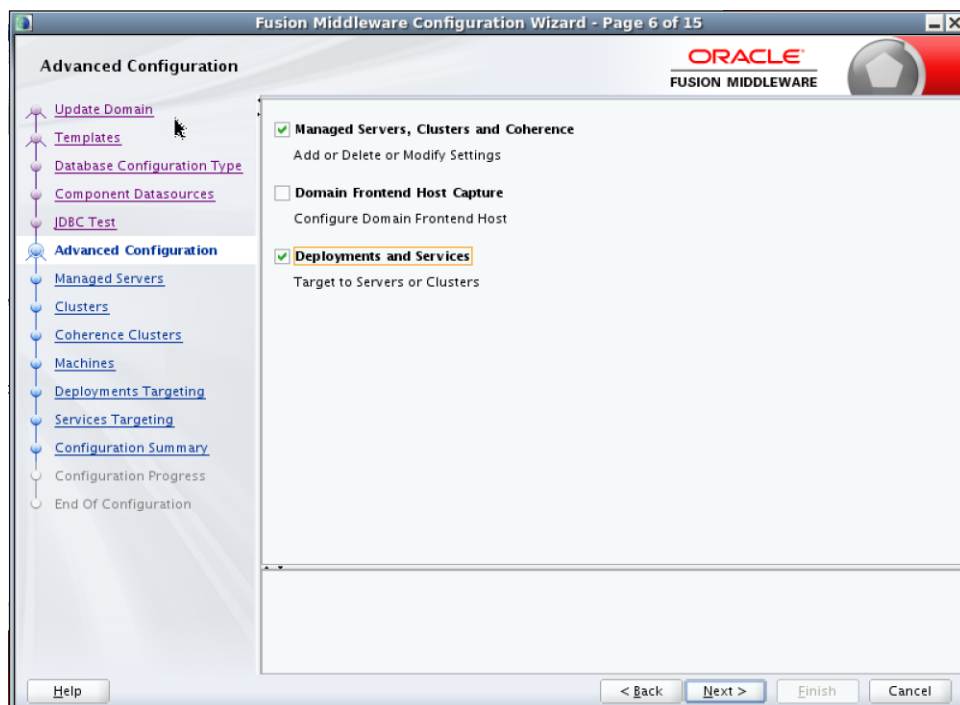 Fusion Middleware Configuration Wizard - Page 6 of 15
Advanced Configuration
ORACLE
FUSION MIDDLEWARE
Update Domain
Templates
Database Configuration Type
Component Datasources
JDBC Test
Advanced Configuration
Managed Servers
Clusters
Coherence Clusters
Machines
Deployments Targeting
Services Targeting
Configuration Summary
Configuration Progress
End Of Configuration
Managed Servers, Clusters and Coherence
Add or Delete or Modify Settings
Domain Frontend Host Capture
Configure Domain Frontend Host
Deployments and Services
Target to Servers or Clusters
Help
< Back
Next >
Finish
Cancel